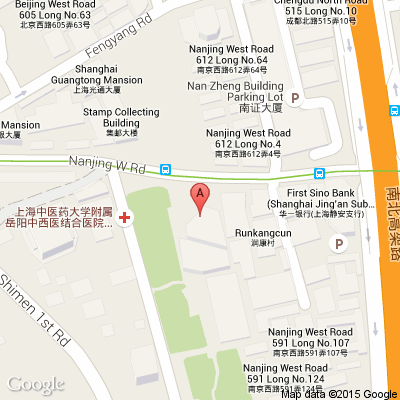 Beijing West Road
605 Long No.63
北京西路605弄63号
Fengyang Rd
Chengdu North Road
515 Long No.10
成都北路515弄10号
Nanjing West Road
612 Long No.64
南京西路612弄64号
Shanghai
Guangtong Mansion
上海光通大厦
Nan Zheng Building
Parking Lot
南证大厦
P
Stamp Collecting
Building
集邮大楼
Mansion
大厦
Nanjing West Road
612 Long No.4
南京西路612弄4号
Nanjing W Rd
A
First Sino Bank
(Shanghai Jing'an Sub...
华一银行(上海静安支行)
南北高架路
上海中医药大学附属
岳阳中西医结合医院...
Runkangcun
润康村
P
Shimen 1st Rd
Nanjing West Road
591 Long No.107
南京西路591弄107号
Nanjing West Road
591 Long No.124
南京西路591弄124号
Google
Map data ©2015 Google